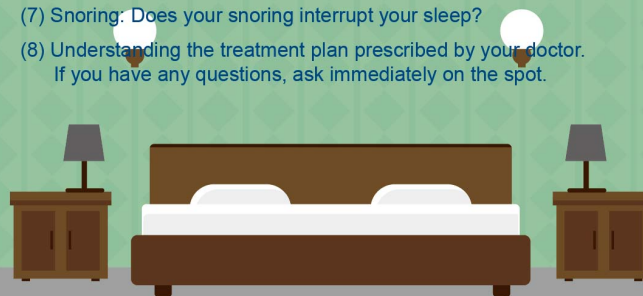 (7) Snoring: Does your snoring interrupt your sleep?
(8) Understanding the treatment plan prescribed by your doctor.
If you have any questions, ask immediately on the spot.